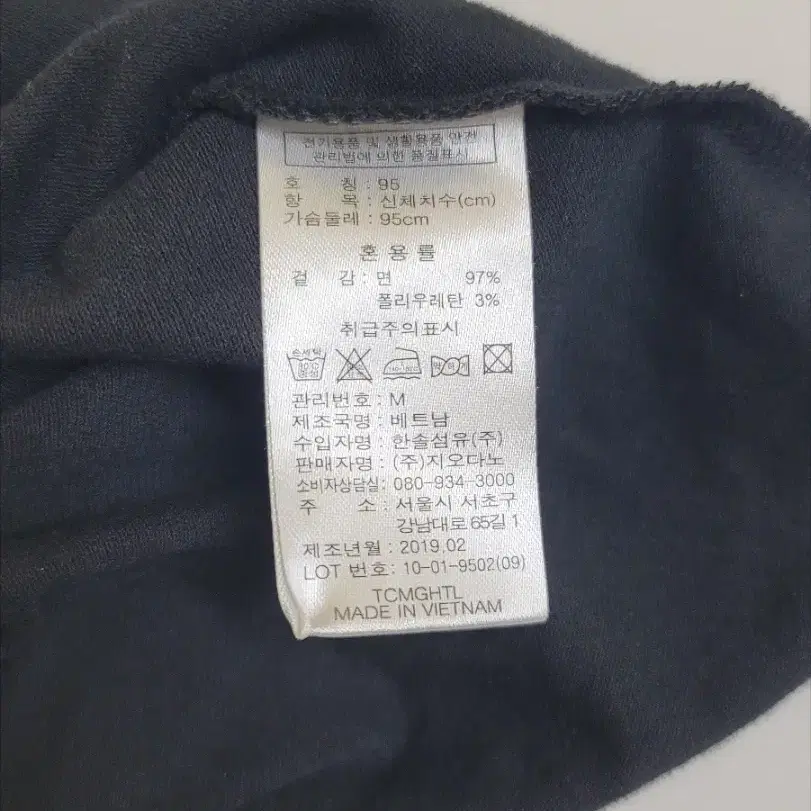 전기용품 및 생활용품 안전
관리법에 의한 품질표시
호 칭 : 95
항 목 : 신체치수(cm)
가슴둘레 : 95cm
혼 용 률
겉 감 : 면 97%
폴리우레탄 3%
취급주의표시
손세탁
관리번호 : M
제조국명 : 베트남
수입자명 : 한솔섬유(주)
판매자명 : (주)지오다노
소비자상담실: 080-934-3000
주 소 : 서울시 서초구
강남대로65길 1
제조년월 : 2019.02
LOT 번호: 10-01-9502(09)
TCMGHTL
MADE IN VIETNAM